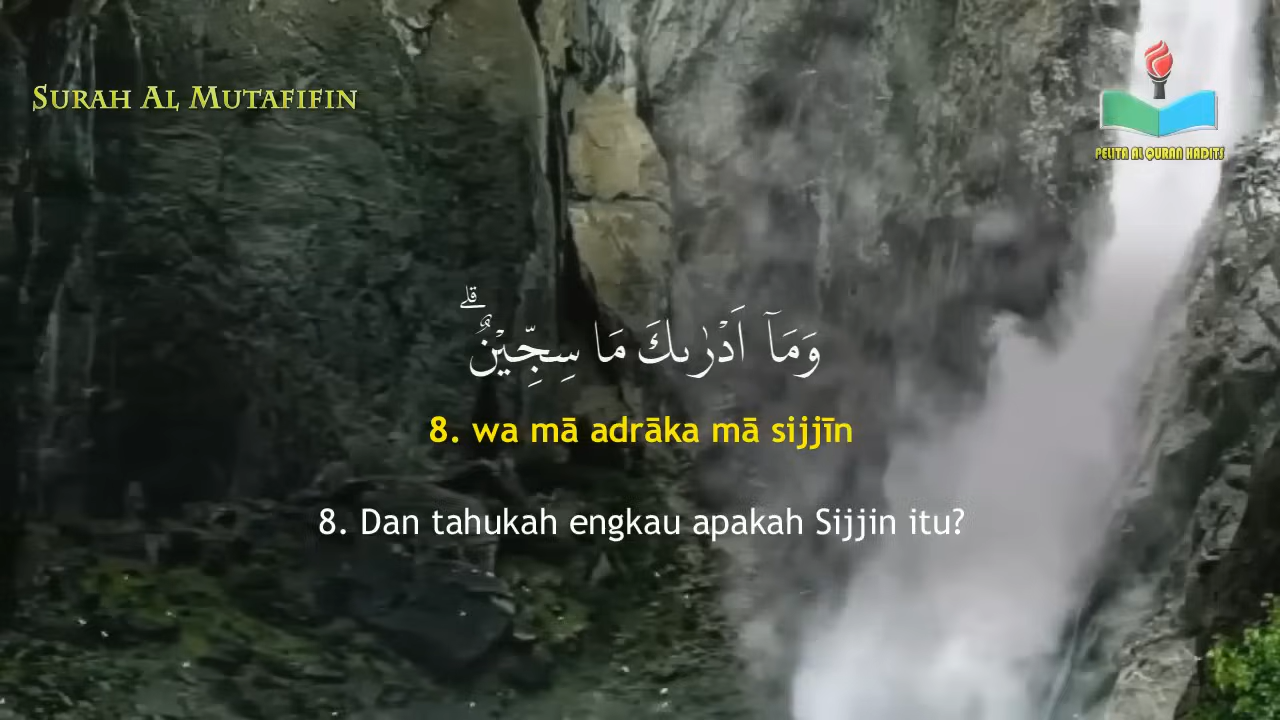 SURAH AL MUTAFIFIN
PELITA AL QURAN HADITS
وَمَآ اَدْرٰىكَ مَا سِجِّيْنٌۗ
8. wa mā adrāka mā sijjīn
8. Dan tahukah engkau apakah Sijjin itu?